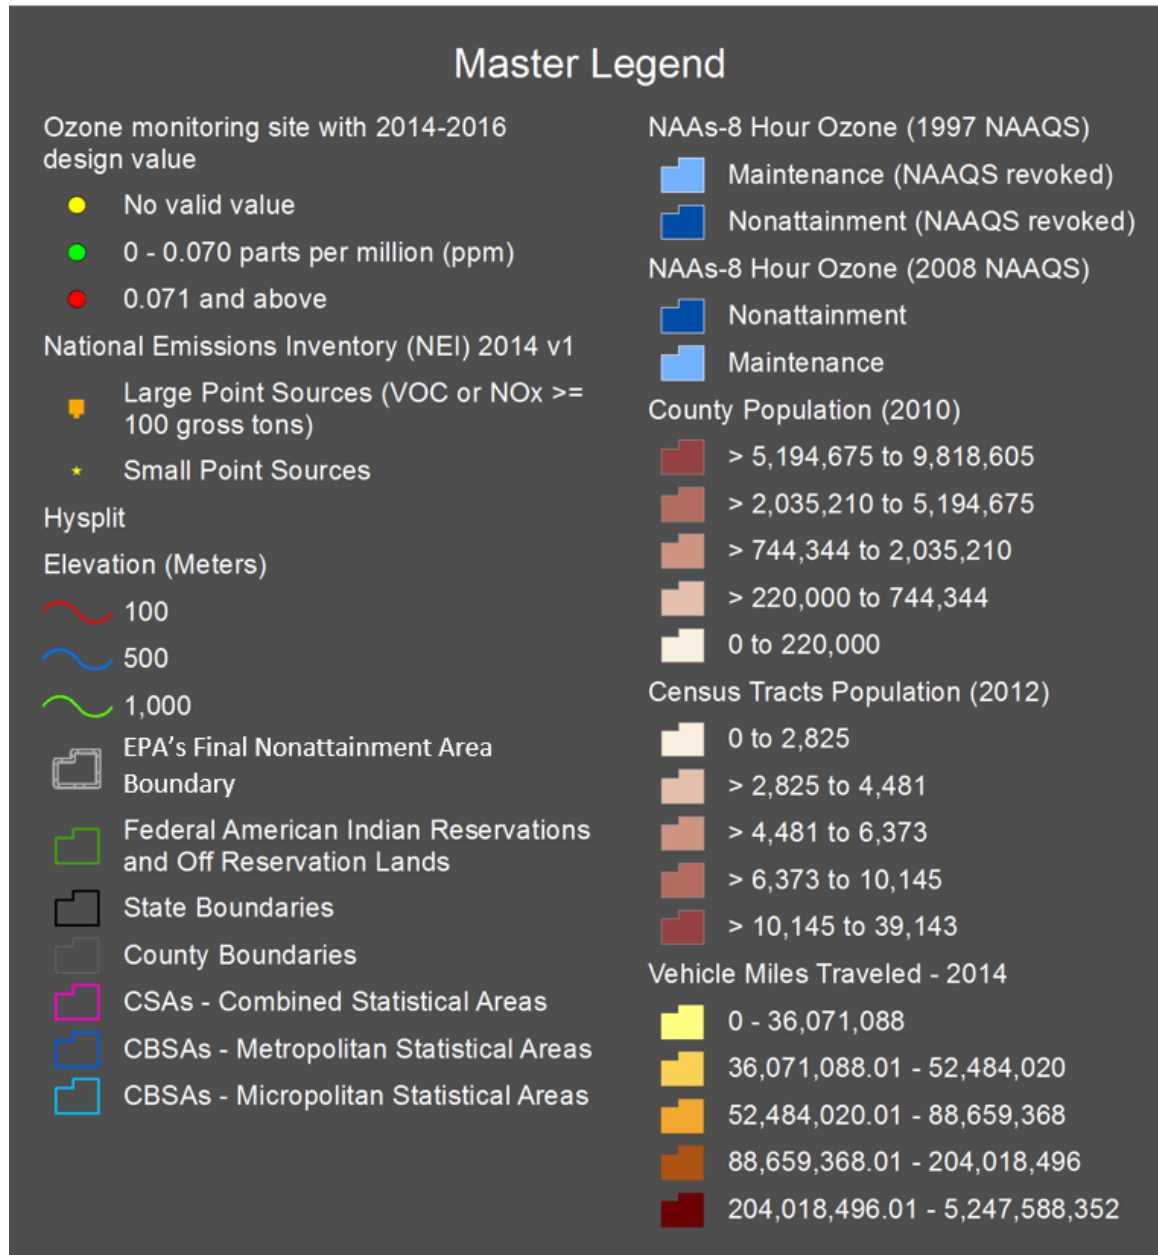 Master Legend
Ozone monitoring site with 2014-2016
design value
No valid value
0 - 0.070 parts per million (ppm)
0.071 and above
National Emissions Inventory (NEI) 2014 v1
Large Point Sources (VOC or NOx >=
100 gross tons)
Small Point Sources
Hysplit
Elevation (Meters)
100
500
1,000
EPA's Final Nonattainment Area
Boundary
Federal American Indian Reservations
and Off Reservation Lands
State Boundaries
County Boundaries
CSAs - Combined Statistical Areas
CBSAs - Metropolitan Statistical Areas
CBSAs - Micropolitan Statistical Areas
NAAs-8 Hour Ozone (1997 NAAQS)
Maintenance (NAAQS revoked)
Nonattainment (NAAQS revoked)
NAAs-8 Hour Ozone (2008 NAAQS)
Nonattainment
Maintenance
County Population (2010)
> 5,194,675 to 9,818,605
> 2,035,210 to 5,194,675
> 744,344 to 2,035,210
> 220,000 to 744,344
0 to 220,000
Census Tracts Population (2012)
0 to 2,825
> 2,825 to 4,481
> 4,481 to 6,373
> 6,373 to 10,145
> 10,145 to 39,143
Vehicle Miles Traveled - 2014
0 - 36,071,088
36,071,088.01 - 52,484,020
52,484,020.01 - 88,659,368
88,659,368.01 - 204,018,496
204,018,496.01 - 5,247,588,352